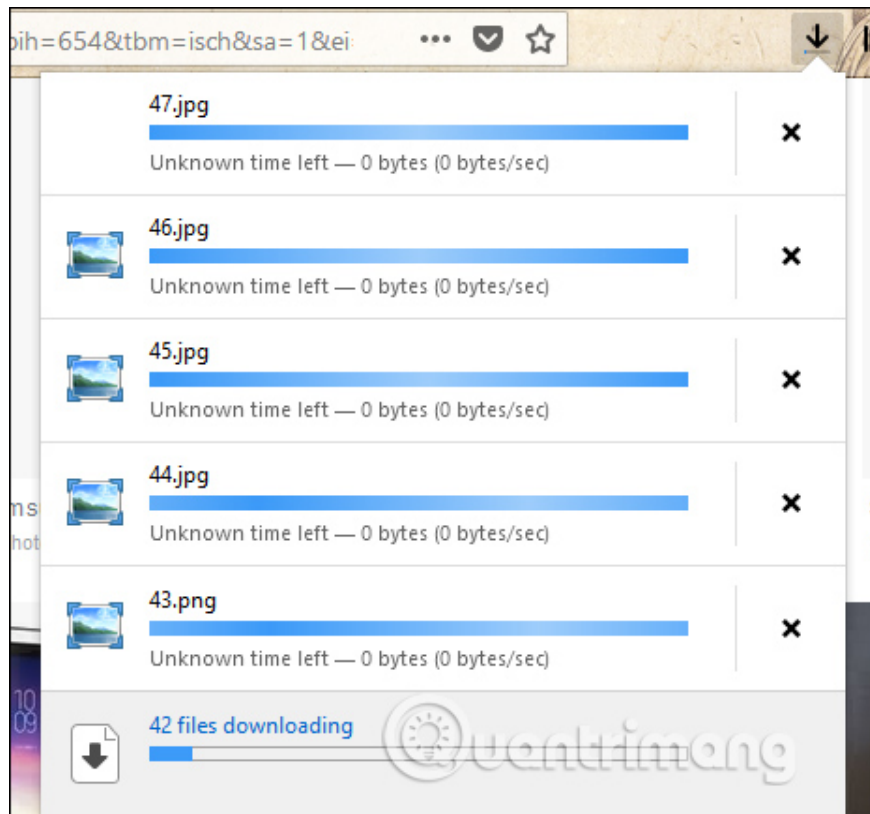 pih=654&tbm=isch&sa=1&ei
47.jpg
Unknown time left — 0 bytes (0 bytes/sec)
46.jpg
Unknown time left — 0 bytes (0 bytes/sec)
45.jpg
Unknown time left — 0 bytes (0 bytes/sec)
44.jpg
Unknown time left — 0 bytes (0 bytes/sec)
43.png
Unknown time left — 0 bytes (0 bytes/sec)
10
09
42 files downloading
Quantrimang